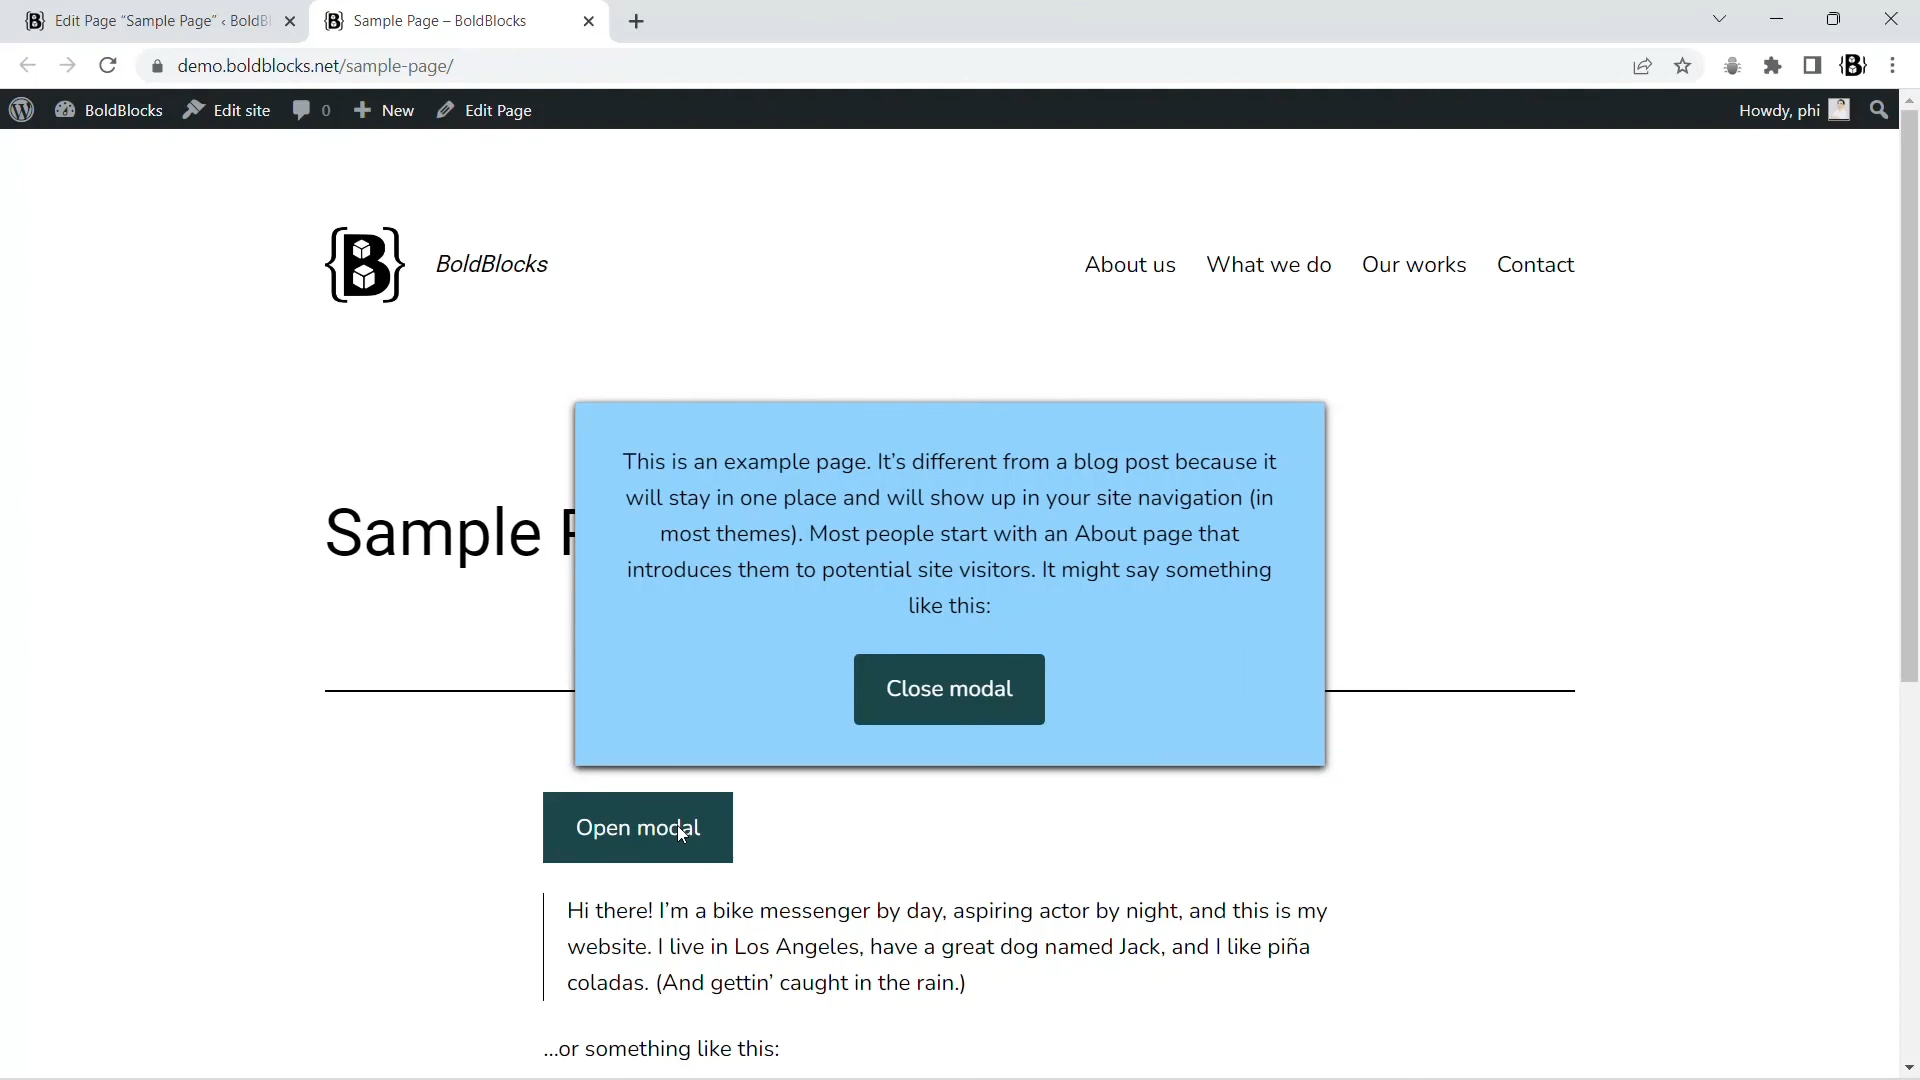 Edit Page “Sample Page” ‹ BoldBl
Sample Page – BoldBlocks
demo.boldblocks.net/sample-page/
{B}
BoldBlocks
Edit site
0
New
Edit Page
Howdy, phi
{B}
BoldBlocks
About us
What we do
Our works
Contact
This is an example page. It’s different from a blog post because it
will stay in one place and will show up in your site navigation (in
most themes). Most people start with an About page that
introduces them to potential site visitors. It might say something
like this:
Sample P
Close modal
Open modal
Hi there! I’m a bike messenger by day, aspiring actor by night, and this is my
website. I live in Los Angeles, have a great dog named Jack, and I like piña
coladas. (And gettin’ caught in the rain.)
…or something like this: